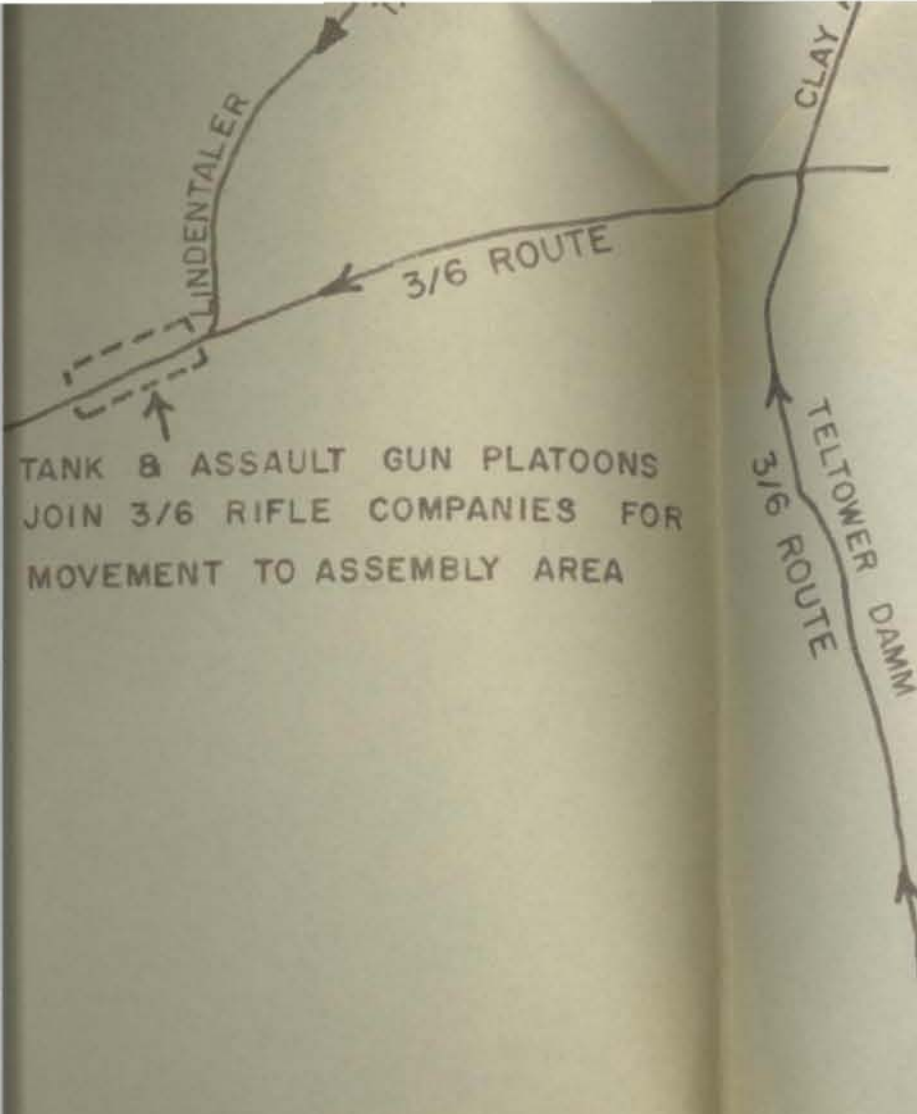 CLAY
LINDENTALER
3/6 ROUTE
TANK & ASSAULT GUN PLATOONS
JOIN 3/6 RIFLE COMPANIES FOR
MOVEMENT TO ASSEMBLY AREA
TELTOWER DAMM
3/6 ROUTE